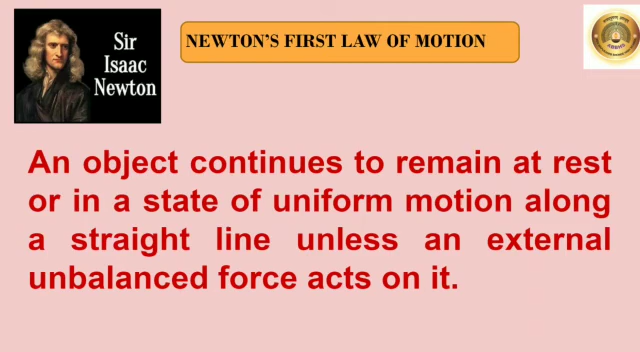 Sir
Isaac
Newton
NEWTON'S FIRST LAW OF MOTION
An object continues to remain at rest
or in a state of uniform motion along
a straight line unless an external
unbalanced force acts on it.